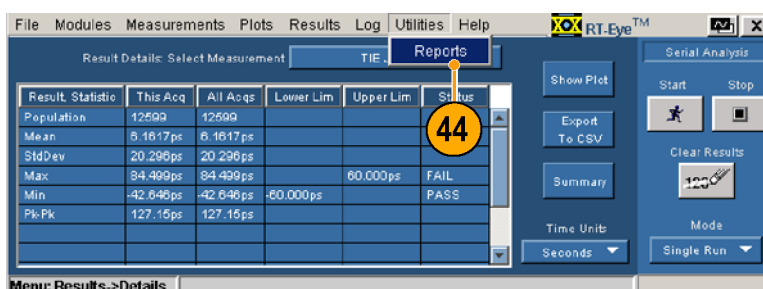 File Modules Measurements Plots Results Log Utilities Help RT-Eye™
Result Details: Select Measurement TIE Reports
Serial Analysis
Show Plot
Start Stop
Result, Statistic This Acq All Acqs Lower Lim Upper Lim Status
Population 12599 12599
44
Export To CSV
Mean 6.1617ps 6.1617ps
StdDev 20.296ps 20.296ps
Clear Results
Max 84.499ps 84.499ps 60.000ps FAIL
Min -42.646ps -42.646ps -60.000ps PASS
Summary
123
Pk-Pk 127.15ps 127.15ps
Time Units
Mode
Seconds
Single Run
Menu: Results->Details